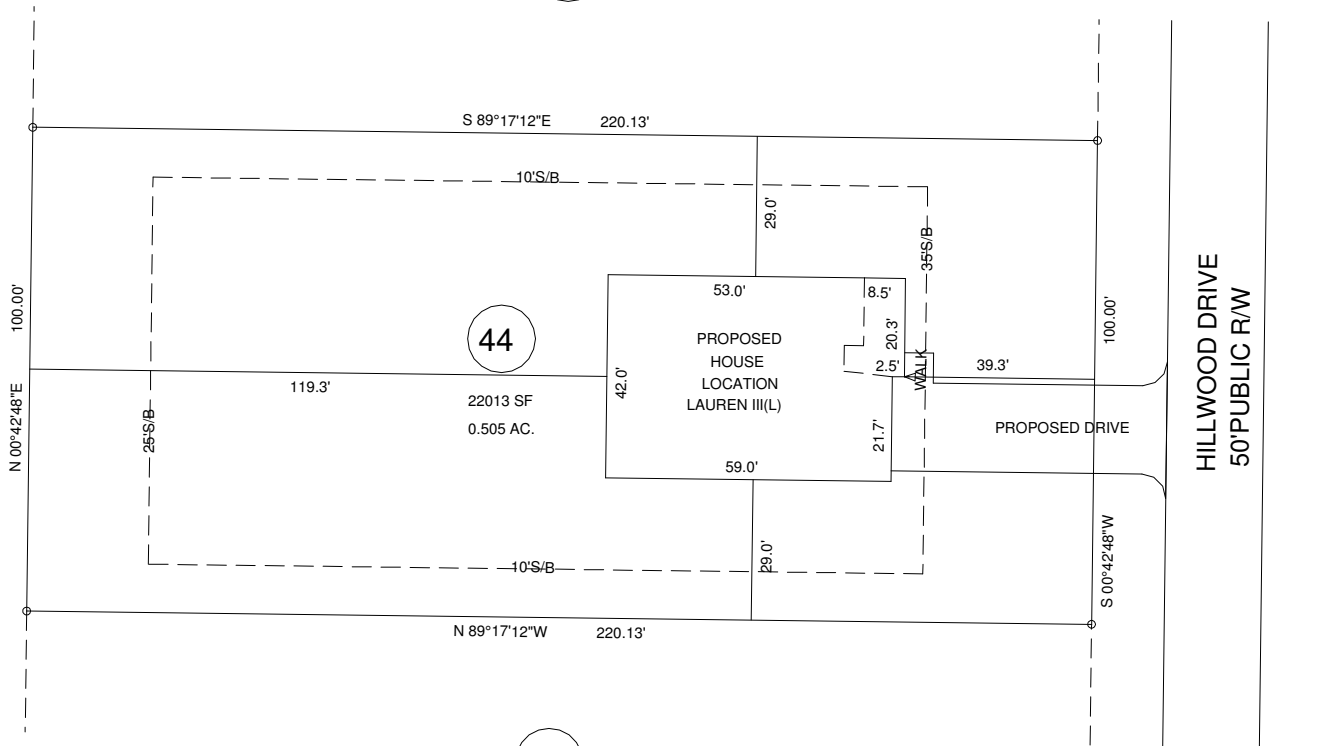 S 89°17'12"E 220.13'
10'S/B
29.0'
35'S/B
HILLWOOD DRIVE
50'PUBLIC R/W
100.00'
N 00°42'48"E
44
53.0'
8.5'
20.3'
PROPOSED
HOUSE
LOCATION
LAUREN III(L)
2.5'
WALK
39.3'
100.00'
119.3'
22013 SF
0.505 AC.
42.0'
25'S/B
21.7'
PROPOSED DRIVE
59.0'
29.0'
10'S/B
S 00°42'48"W
N 89°17'12"W 220.13'